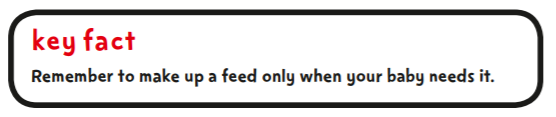 key fact
Remember to make up a feed only when your baby needs it.